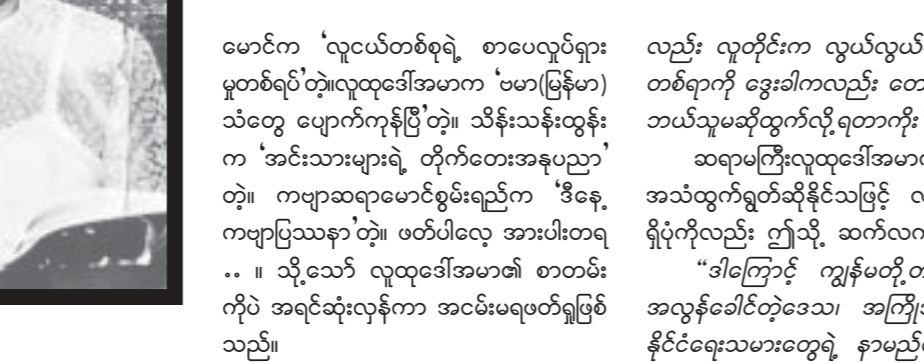 မောင်က ‘လူငယ်တစ်စုရဲ့ စာပေလှုပ်ရှား
မှုတစ်ရပ်’တဲ့။လူထုဒေါ်အမာက ‘ဗမာ(မြန်မာ)
သံတွေ ပျောက်ကုန်ပြီ’တဲ့။ သိန်းသန်းထွန်း
က ‘အင်းသားများရဲ့ တိုက်တေးအနုပညာ’
တဲ့။ ကဗျာဆရာမောင်စွမ်းရည်က ‘ဒီနေ့
ကဗျာပြဿနာ’တဲ့။ ဖတ်ပါလေ့ အားပါးတရ
.. ။ သို့သော် လူထုဒေါ်အမာ၏ စာတမ်း
ကိုပဲ အရင်ဆုံးလှန်ကာ အငမ်းမရဖတ်ရှုဖြစ်
သည်။
လည်း လူတိုင်းက လွယ်လွယ်
တစ်ရာကို ဒွေးခါကလည်း
ဘယ်သူမဆိုထွက်လို့ရတာကိုး
ဆရာမကြီးလူထုဒေါ်အမာ
အသံထွက်ရွတ်ဆိုနိုင်သဖြင့်
ရှိပုံကိုလည်း ဤသို့ ဆက်လက်
“ဒါကြောင့် ကျွန်မတို့
အလွန်ခေါင်တဲ့ဒေသ၊
နိုင်ငံရေးသမားတွေရဲ့ နာမည်